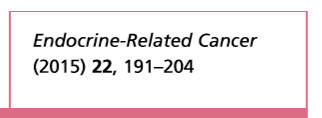 Endocrine-Related Cancer
(2015) 22, 191–204